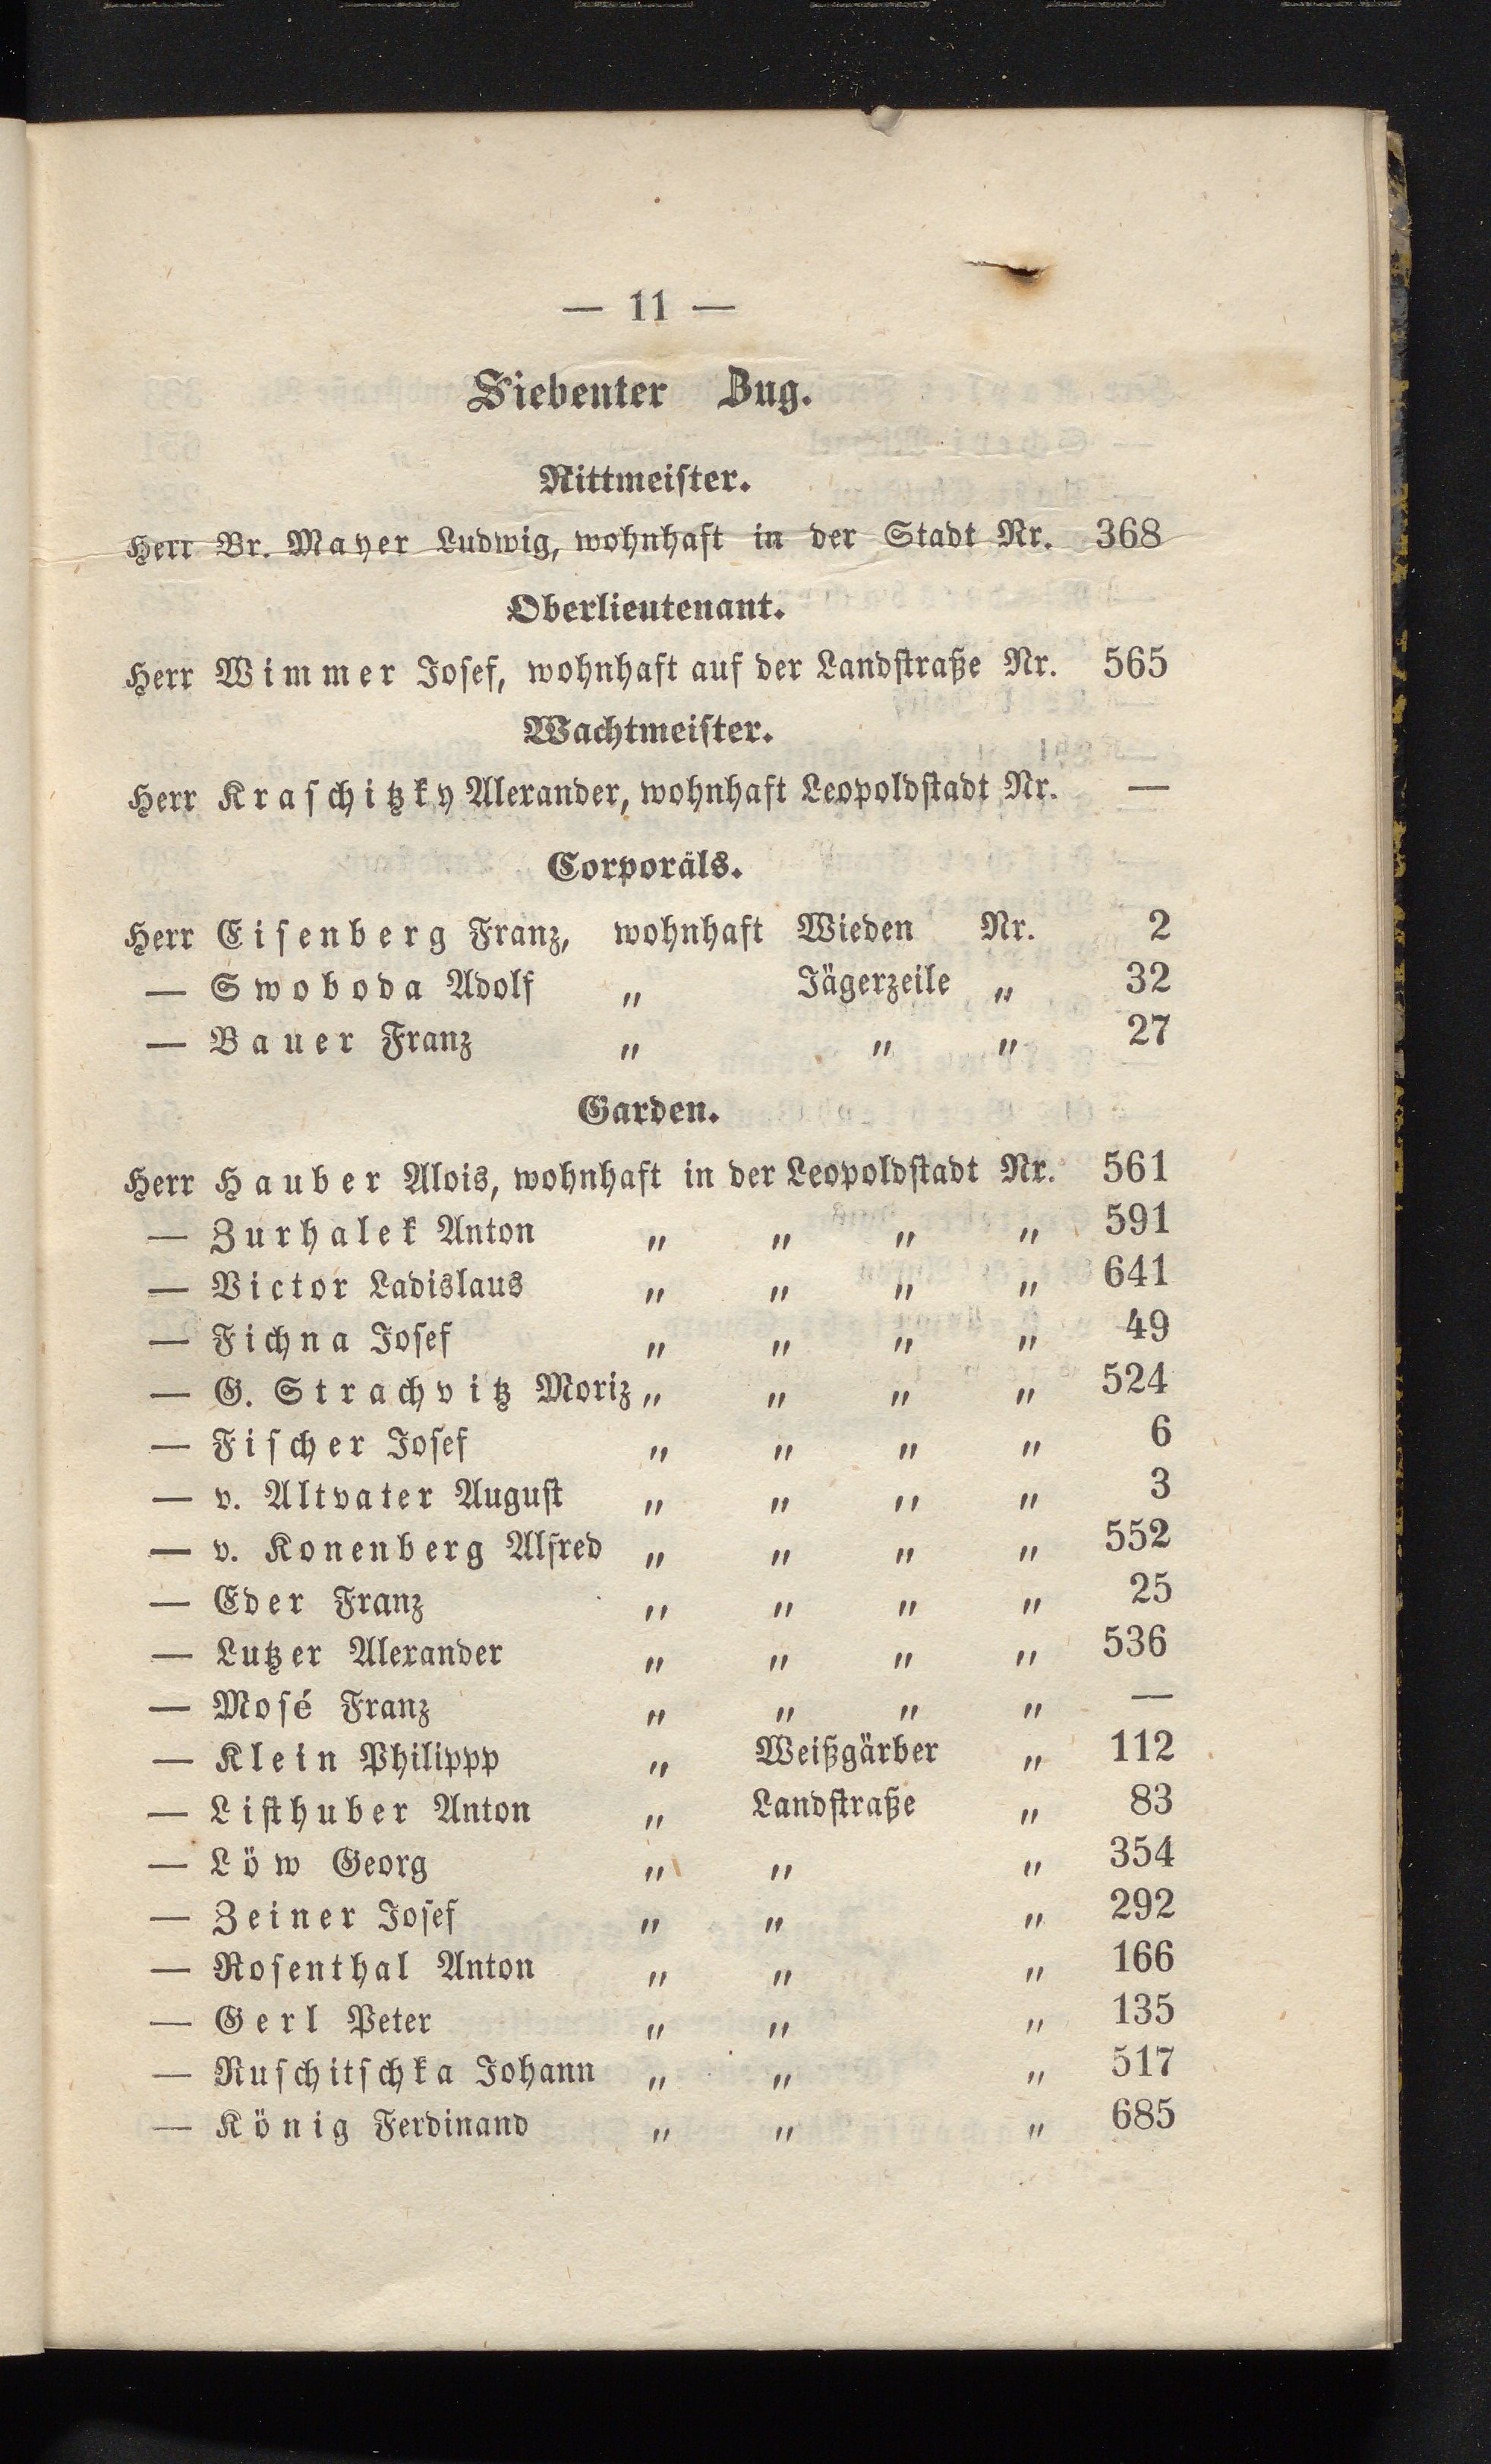 — 11 —
Siebenter Zug.
Rittmeister.
Herr Br. Mayer Ludwig, wohnhaft in der Stadt Nr. 368
Oberlieutenant.
Herr Wimmer Josef, wohnhaft auf der Landstraße Nr. 565
Wachtmeister.
Herr Kraschitzky Alexander, wohnhaft Leopoldstadt Nr. —
Corporäls.
Herr Eisenberg Franz, wohnhaft Wieden Nr. 2
— Swoboda Adolf „ Jägerzeile „ 32
— Bauer Franz „ „ „ 27
Garden.
Herr Hauber Alois, wohnhaft in der Leopoldstadt Nr. 561
— Zurhalek Anton „ „ „ „ 591
— Victor Ladislaus „ „ „ „ 641
— Fichna Josef „ „ „ „ 49
— G. Strachvitz Moriz „ „ „ „ 524
— Fischer Josef „ „ „ „ 6
— v. Altvater August „ „ „ „ 3
— v. Konenberg Alfred „ „ „ „ 552
— Eder Franz „ „ „ „ 25
— Lutzer Alexander „ „ „ „ 536
— Mosé Franz „ „ „ „ —
— Klein Philippp „ Weißgärber „ 112
— Listhuber Anton „ Landstraße „ 83
— Löw Georg „ „ „ 354
— Zeiner Josef „ „ „ 292
— Rosenthal Anton „ „ „ 166
— Gerl Peter „ „ „ 135
— Ruschitschka Johann „ „ „ 517
— König Ferdinand „ „ „ 685